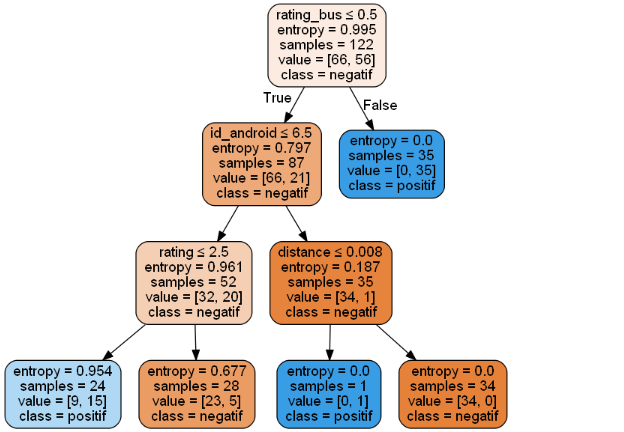 rating_bus ≤ 0.5
entropy = 0.995
samples = 122
value = [66, 56]
class = negatif
True
False
id_android ≤ 6.5
entropy = 0.797
samples = 87
value = [66, 21]
class = negatif
entropy = 0.0
samples = 35
value = [0, 35]
class = positif
rating ≤ 2.5
entropy = 0.961
samples = 52
value = [32, 20]
class = negatif
distance ≤ 0.008
entropy = 0.187
samples = 35
value = [34, 1]
class = negatif
entropy = 0.954
samples = 24
value = [9, 15]
class = positif
entropy = 0.677
samples = 28
value = [23, 5]
class = negatif
entropy = 0.0
samples = 1
value = [0, 1]
class = positif
entropy = 0.0
samples = 34
value = [34, 0]
class = negatif